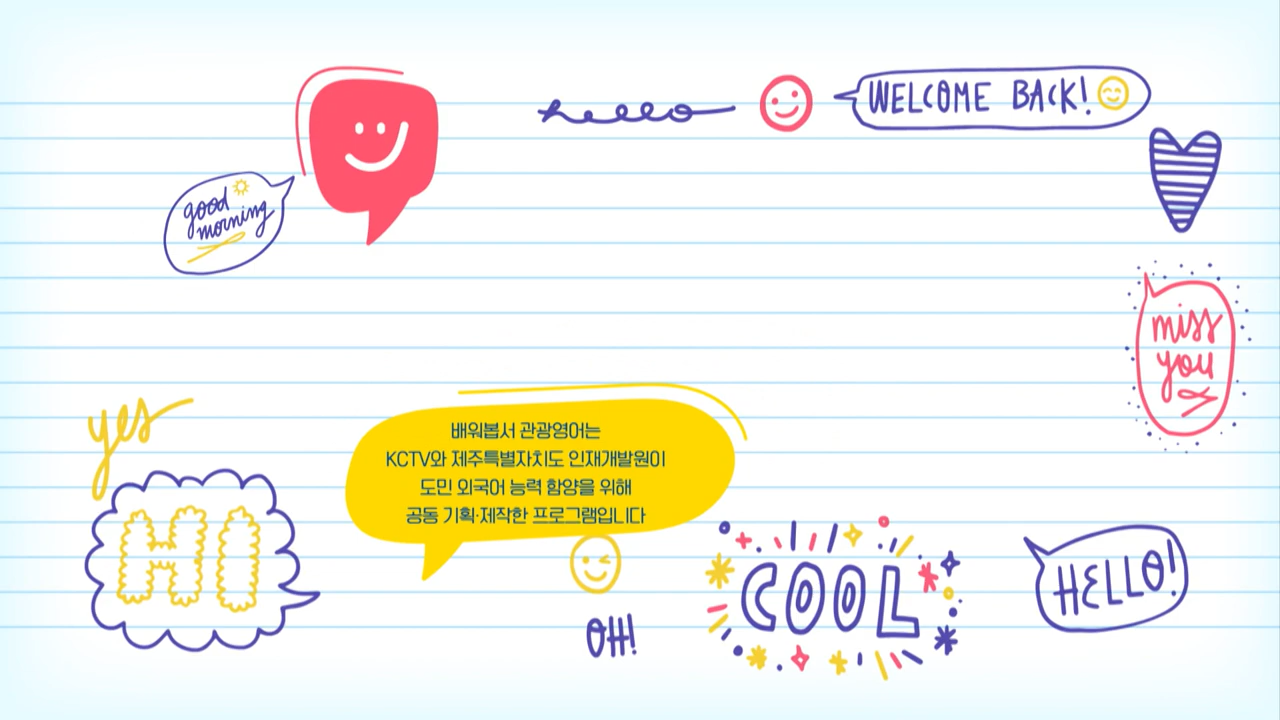 hello
WELCOME BACK!
good
morning
miss
you
yes
배워봅서 관광영어는
KCTV와 제주특별자치도 인재개발원이
도민 외국어 능력 함양을 위해
공동 기획·제작한 프로그램입니다
HI
OH!
COOL
HELLO!